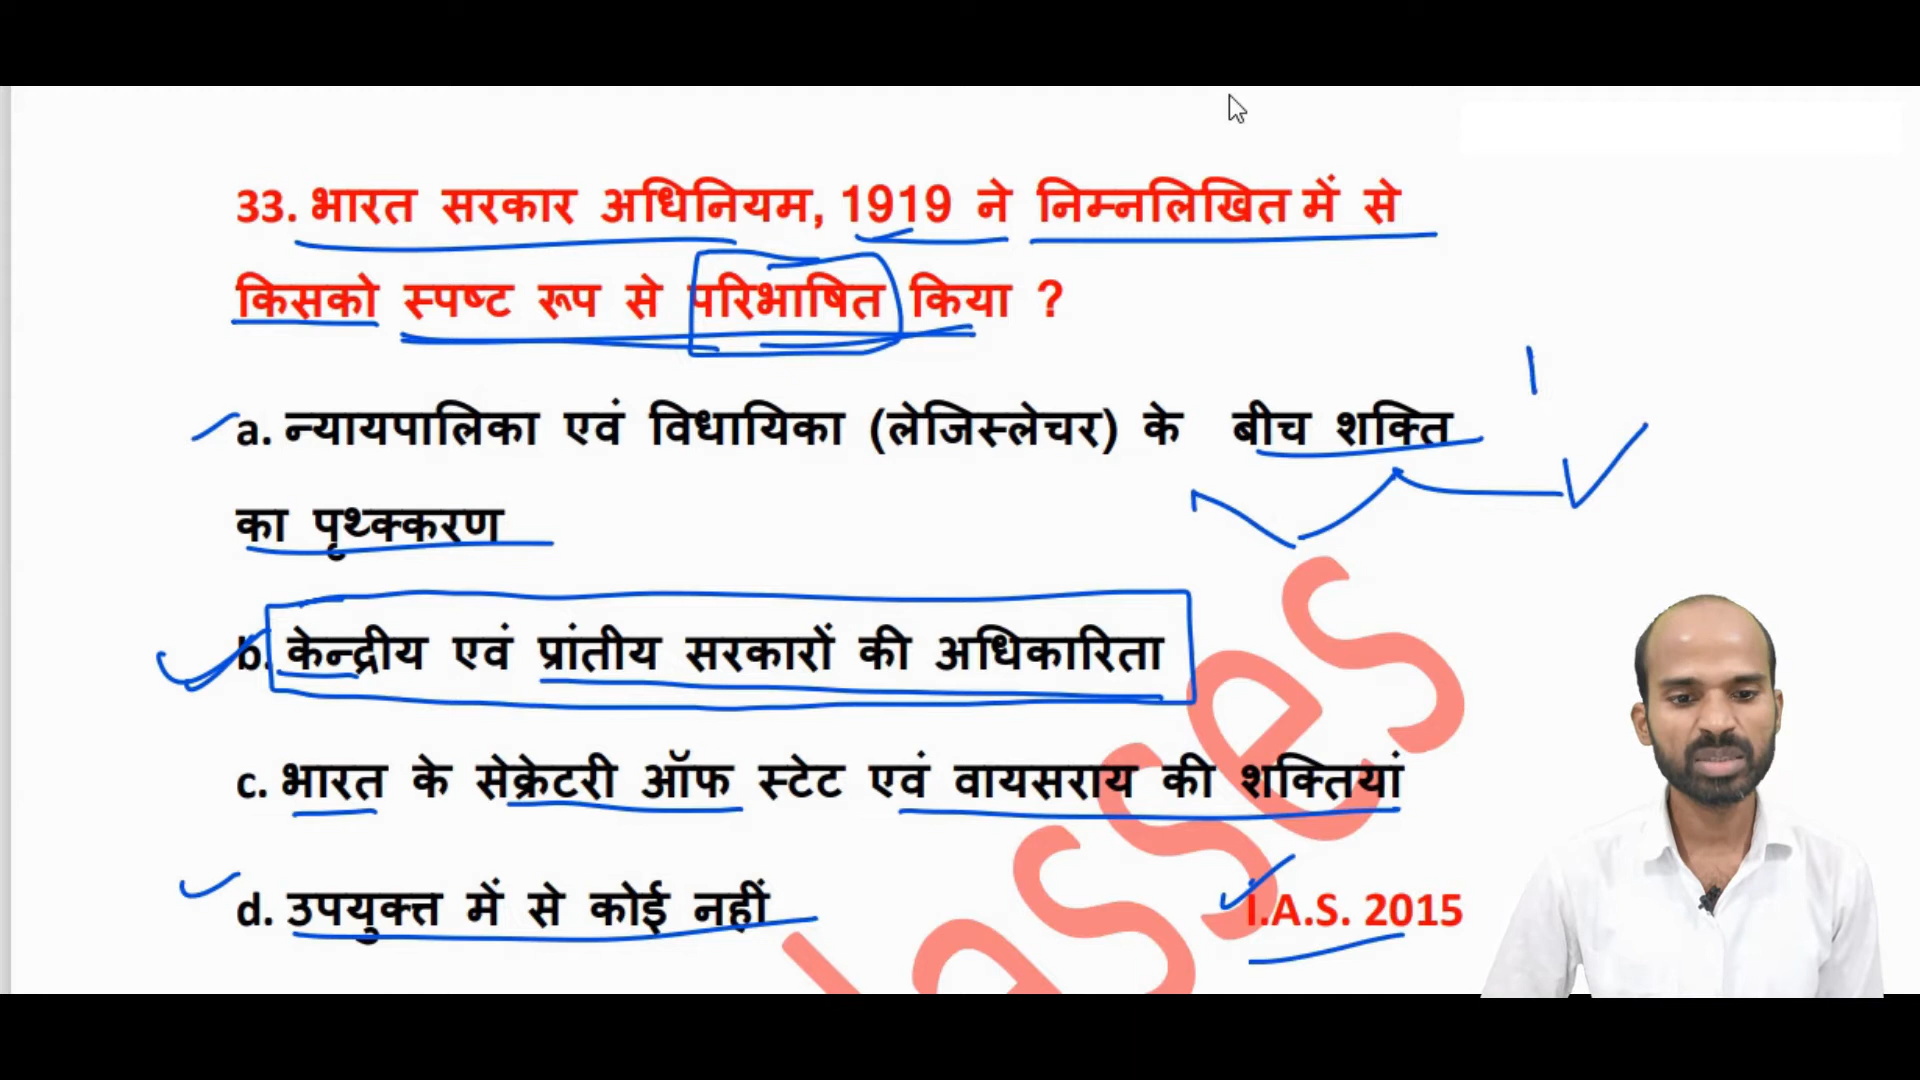 33. भारत सरकार अधिनियम, 1919 ने निम्नलिखित में से
किसको स्पष्ट रूप से परिभाषित किया ?
a. न्यायपालिका एवं विधायिका (लेजिस्लेचर) के बीच शक्ति
का पृथ्क्करण
b. केन्द्रीय एवं प्रांतीय सरकारों की अधिकारिता
c. भारत के सेक्रेटरी ऑफ स्टेट एवं वायसराय की शक्तियां
d. उपयुक्त में से कोई नहीं
I.A.S. 2015
lasses